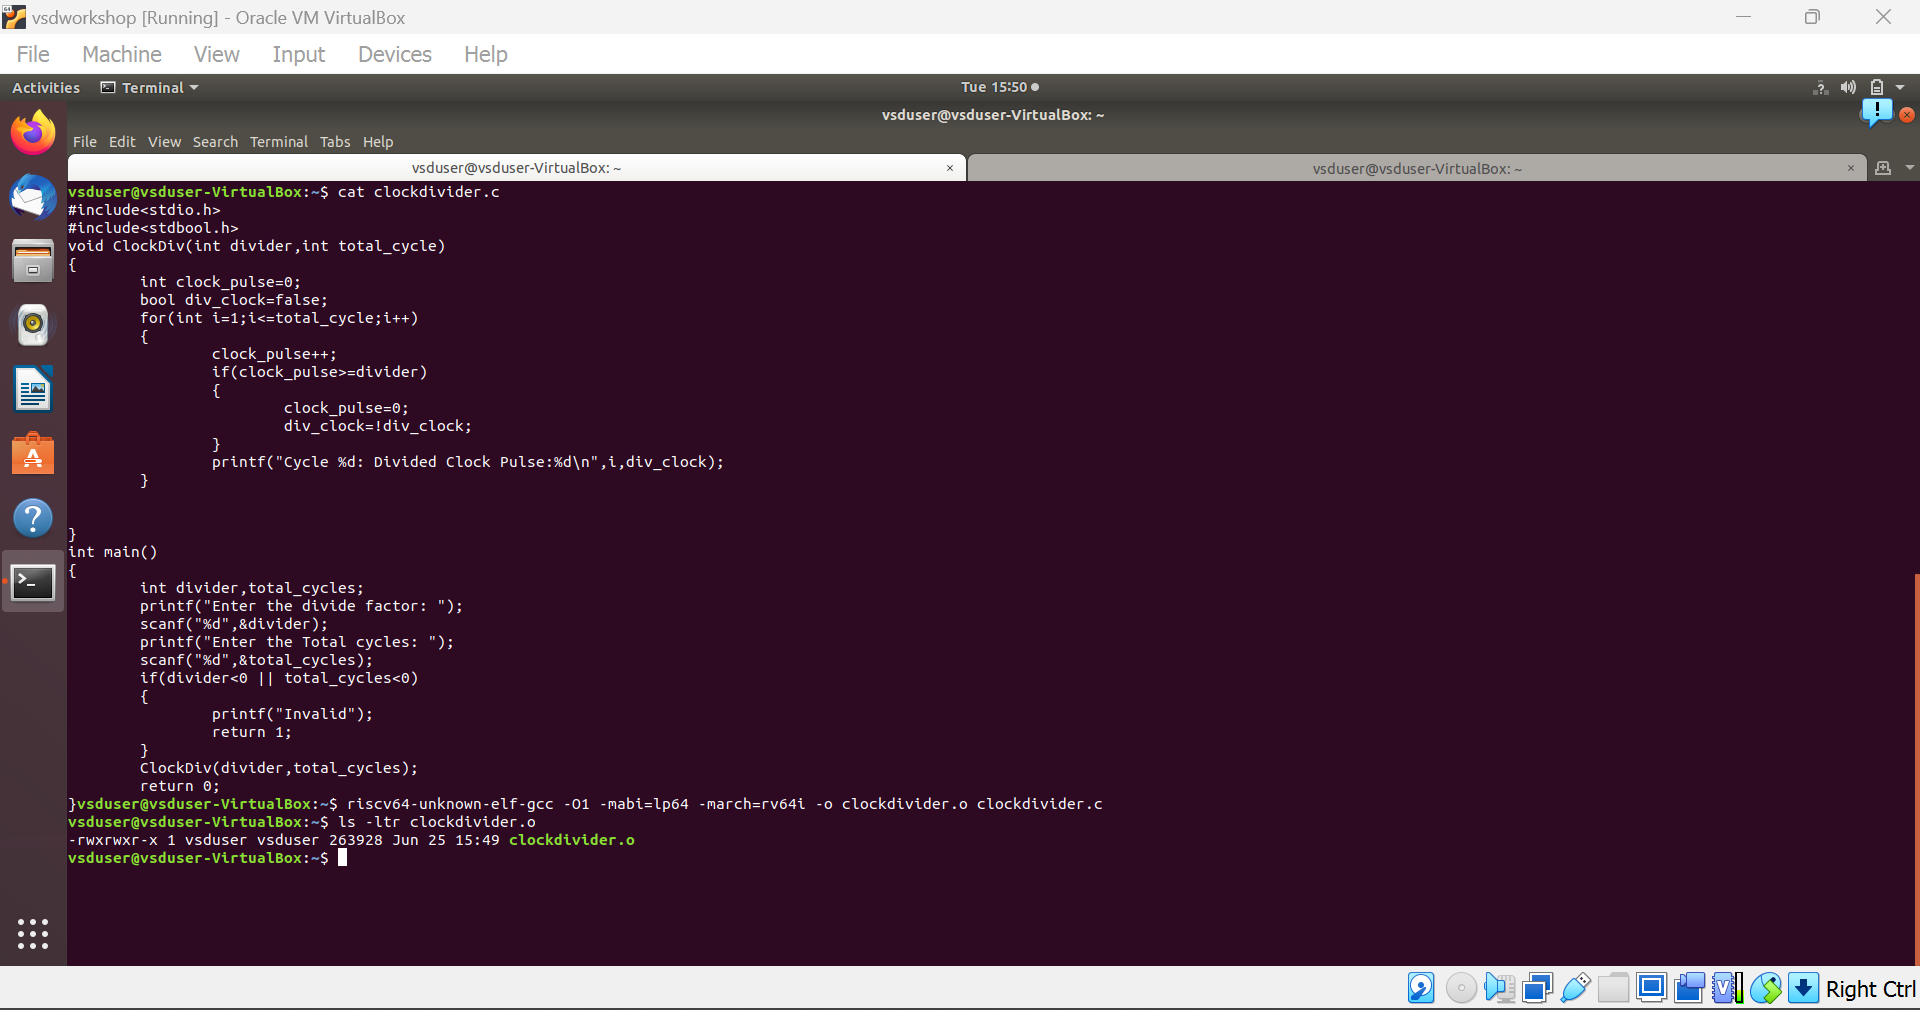 vsdworkshop [Running] - Oracle VM VirtualBox
File Machine View Input Devices Help
Activities Terminal Tue 15:50
vsduser@vsduser-VirtualBox: ~
File Edit View Search Terminal Tabs Help
vsduser@vsduser-VirtualBox: ~ × vsduser@vsduser-VirtualBox: ~ ×
vsduser@vsduser-VirtualBox:~$ cat clockdivider.c
#include<stdio.h>
#include<stdbool.h>
void ClockDiv(int divider,int total_cycle)
{
        int clock_pulse=0;
        bool div_clock=false;
        for(int i=1;i<=total_cycle;i++)
        {
                clock_pulse++;
                if(clock_pulse>=divider)
                {
                        clock_pulse=0;
                        div_clock=!div_clock;
                }
                printf("Cycle %d: Divided Clock Pulse:%d\n",i,div_clock);
        }
}
int main()
{
        int divider,total_cycles;
        printf("Enter the divide factor: ");
        scanf("%d",&divider);
        printf("Enter the Total cycles: ");
        scanf("%d",&total_cycles);
        if(divider<0 || total_cycles<0)
        {
                printf("Invalid");
                return 1;
        }
        ClockDiv(divider,total_cycles);
        return 0;
}vsduser@vsduser-VirtualBox:~$ riscv64-unknown-elf-gcc -O1 -mabi=lp64 -march=rv64i -o clockdivider.o clockdivider.c
vsduser@vsduser-VirtualBox:~$ ls -ltr clockdivider.o
-rwxrwxr-x 1 vsduser vsduser 263928 Jun 25 15:49 clockdivider.o
vsduser@vsduser-VirtualBox:~$
Right Ctrl